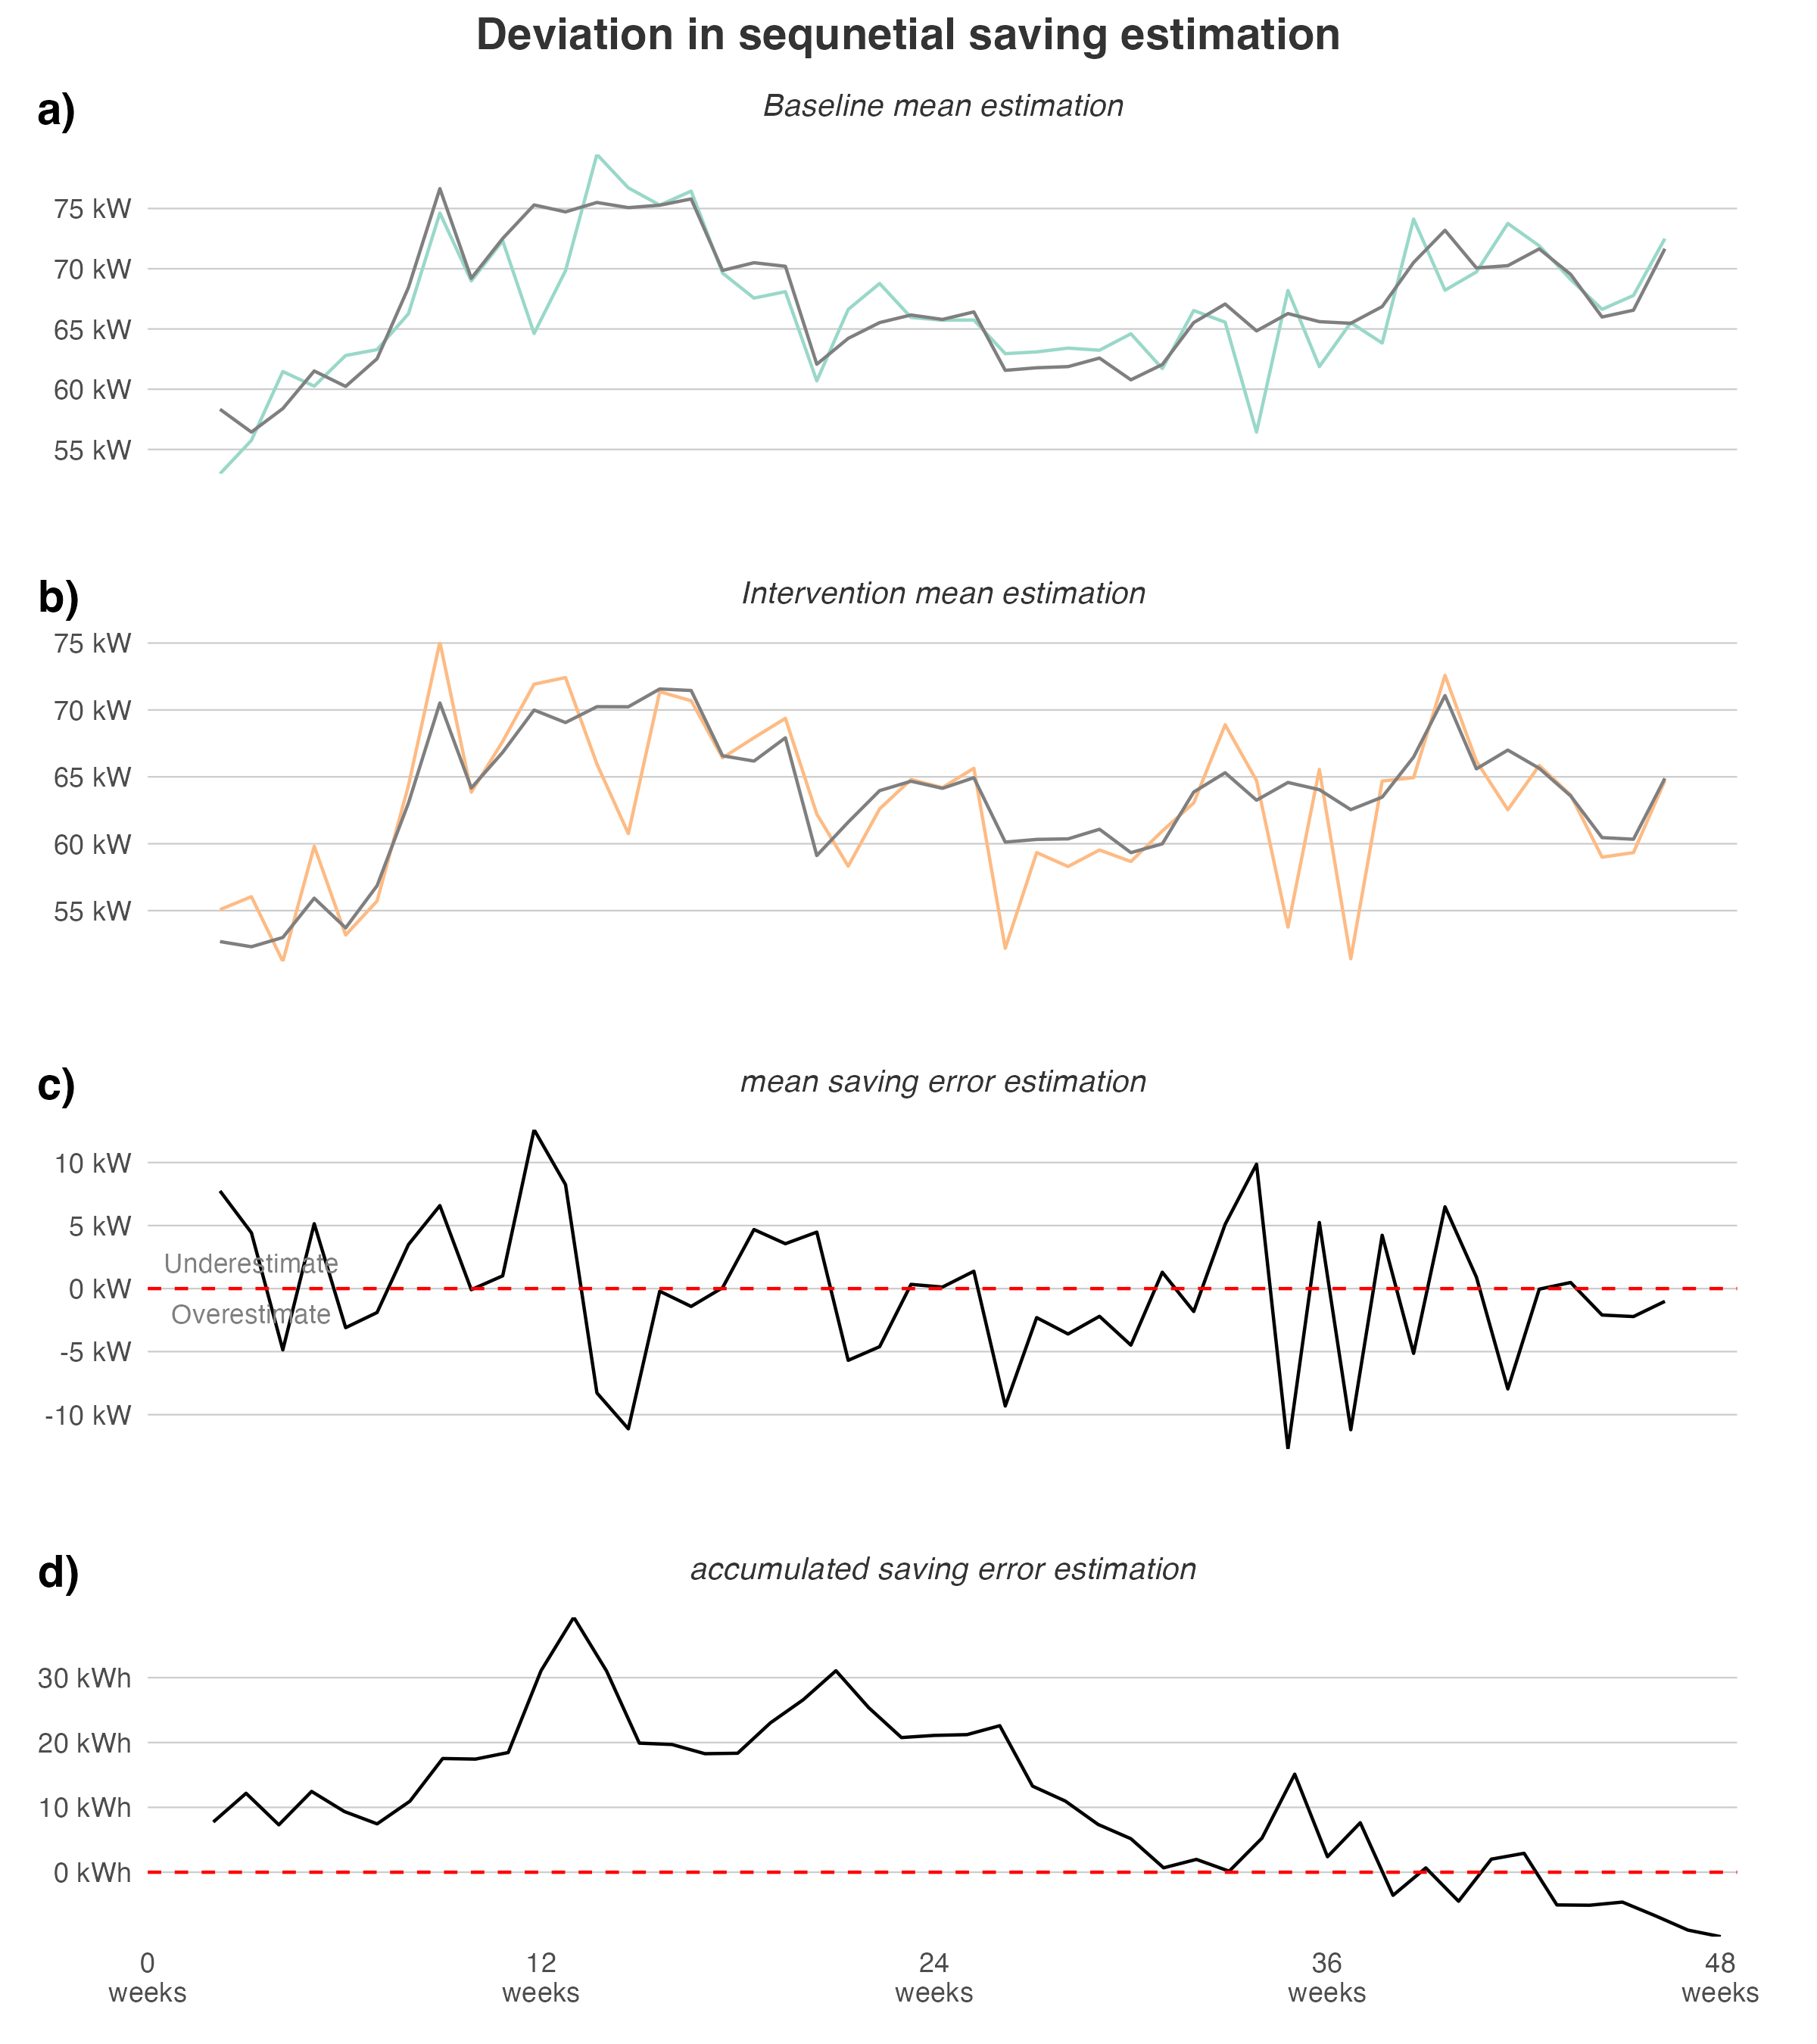 Deviation in sequnetial saving estimation
a)
Baseline mean estimation
75 kW
70 kW
65 kW
60 kW
55 kW
b)
Intervention mean estimation
75 kW
70 kW
65 kW
60 kW
55 kW
c)
mean saving error estimation
10 kW
5 kW
Underestimate
0 kW
Overestimate
-5 kW
-10 kW
d)
accumulated saving error estimation
30 kWh
20 kWh
10 kWh
0 kWh
0 12 24 36 48
weeks weeks weeks weeks weeks